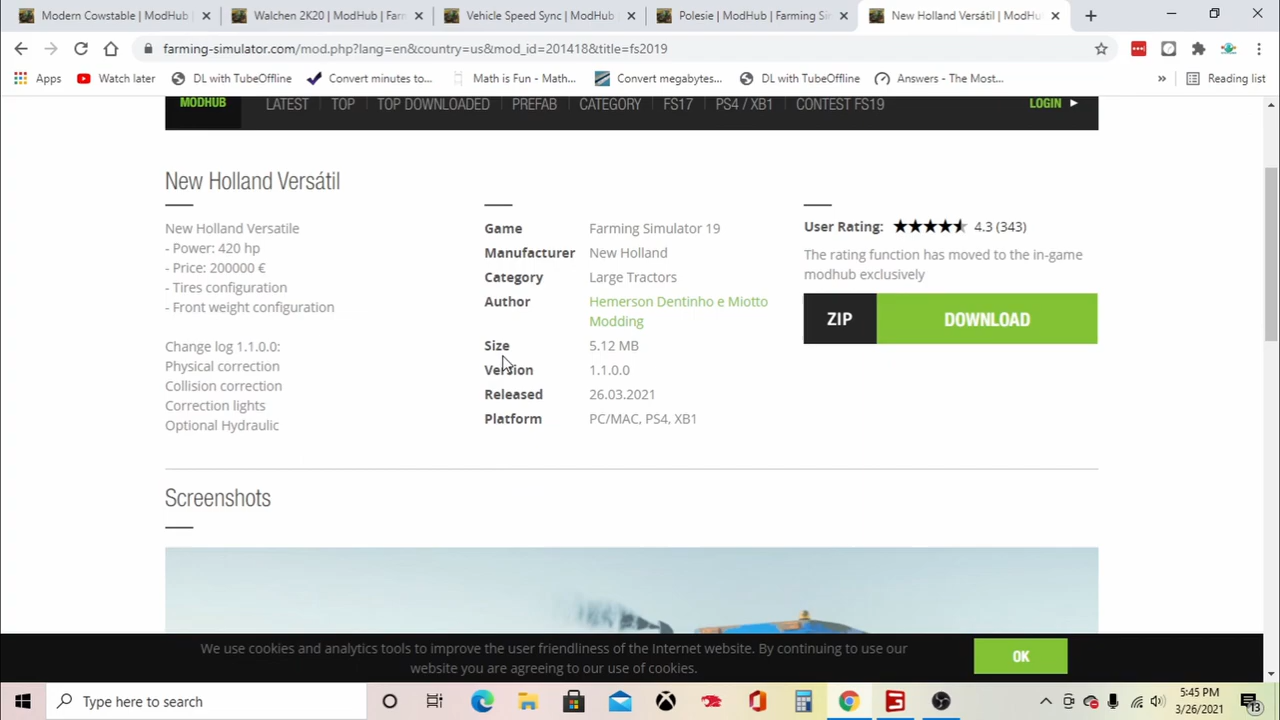 Modern Cowstable | ModHub
Walchen 2K20 | ModHub | Farm
Vehicle Speed Sync | ModHub
Polesie | ModHub | Farming Sim
New Holland Versátil | ModHu
farming-simulator.com/mod.php?lang=en&country=us&mod_id=201418&title=fs2019
Apps
Watch later
DL with TubeOffline
Convert minutes to...
Math is Fun - Math...
Convert megabytes...
DL with TubeOffline
Answers - The Most...
»
Reading list
MODHUB
LATEST | TOP | TOP DOWNLOADED | PREFAB | CATEGORY | FS17 | PS4 / XB1 | CONTEST FS19
LOGIN
New Holland Versátil
New Holland Versatile
- Power: 420 hp
- Price: 200000 €
- Tires configuration
- Front weight configuration
Change log 1.1.0.0:
Physical correction
Collision correction
Correction lights
Optional Hydraulic
Game Farming Simulator 19
Manufacturer New Holland
Category Large Tractors
Author Hemerson Dentinho e Miotto
Modding
Size 5.12 MB
Version 1.1.0.0
Released 26.03.2021
Platform PC/MAC, PS4, XB1
User Rating: 4.3 (343)
The rating function has moved to the in-game
modhub exclusively
ZIP DOWNLOAD
Screenshots
We use cookies and analytics tools to improve the user friendliness of the Internet website. By continuing to use our
website you are agreeing to our use of cookies.
OK
Type here to search
5:45 PM
3/26/2021
13